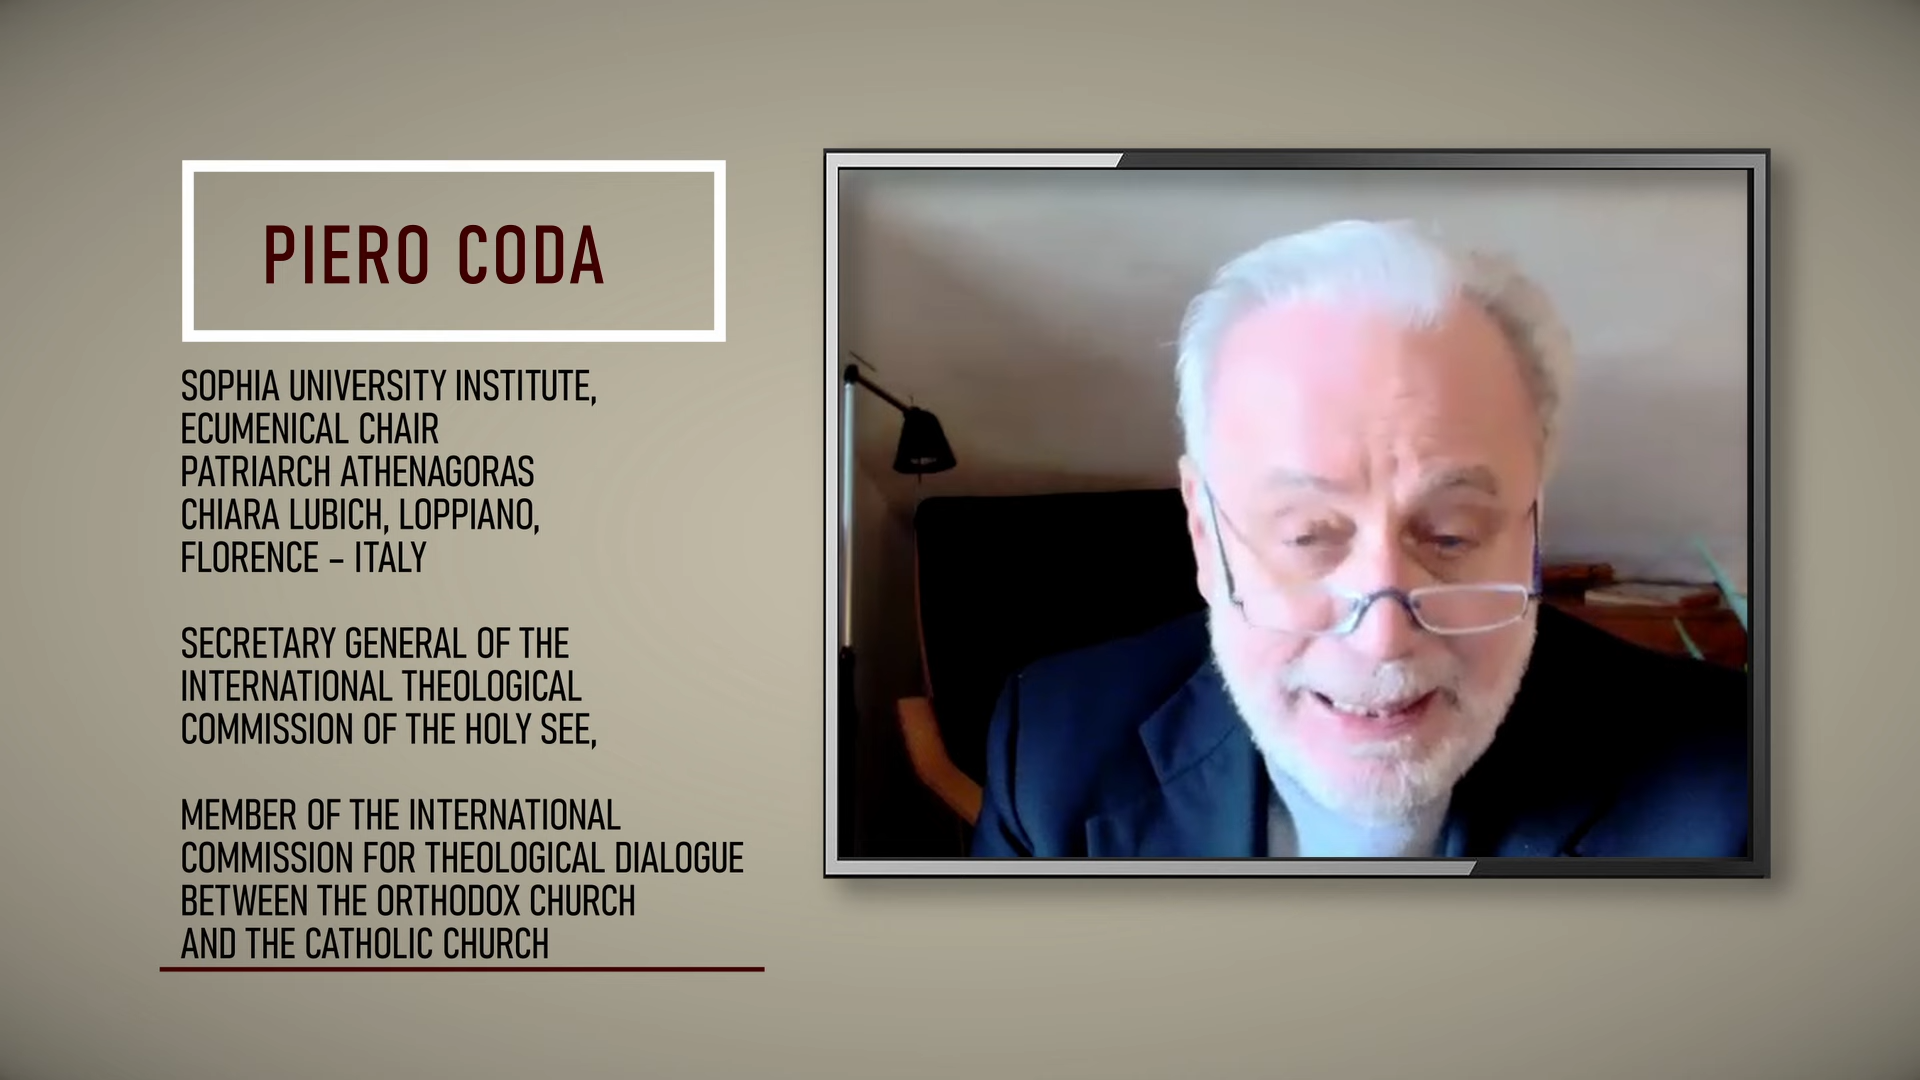 PIERO CODA
SOPHIA UNIVERSITY INSTITUTE,
ECUMENICAL CHAIR
PATRIARCH ATHENAGORAS
CHIARA LUBICH, LOPPIANO,
FLORENCE – ITALY
SECRETARY GENERAL OF THE
INTERNATIONAL THEOLOGICAL
COMMISSION OF THE HOLY SEE,
MEMBER OF THE INTERNATIONAL
COMMISSION FOR THEOLOGICAL DIALOGUE
BETWEEN THE ORTHODOX CHURCH
AND THE CATHOLIC CHURCH